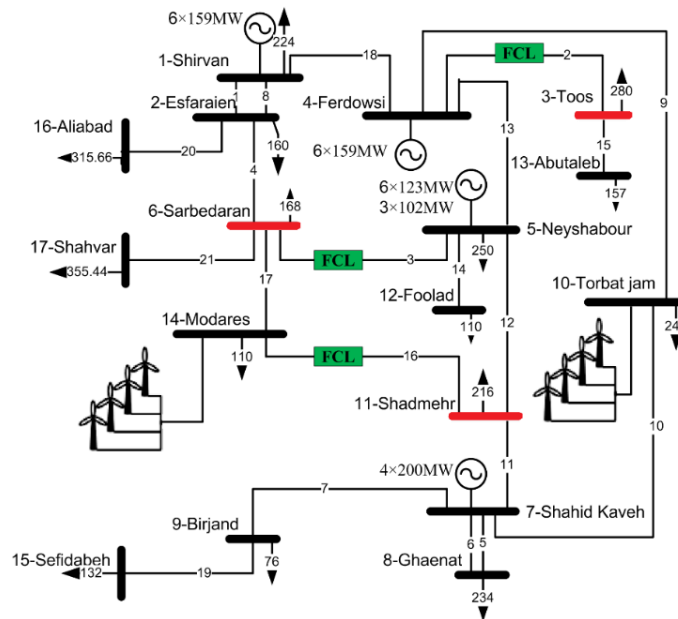 6×159MW
224
1-Shirvan
18
FCL
2
1
8
2-Esfaraien
4-Ferdowsi
3-Toos
280
9
16-Aliabad
315.66
20
160
4
6×159MW
13
15
13-Abutaleb
157
6×123MW
3×102MW
6-Sarbedaran
168
5-Neyshabour
250
17-Shahvar
355.44
21
FCL
3
14
17
12-Foolad
110
10-Torbat jam
24
14-Modares
110
FCL
16
12
11-Shadmehr
216
10
11
4×200MW
7
7-Shahid Kaveh
9-Birjand
76
6
5
8-Ghaenat
234
15-Sefidabeh
132
19